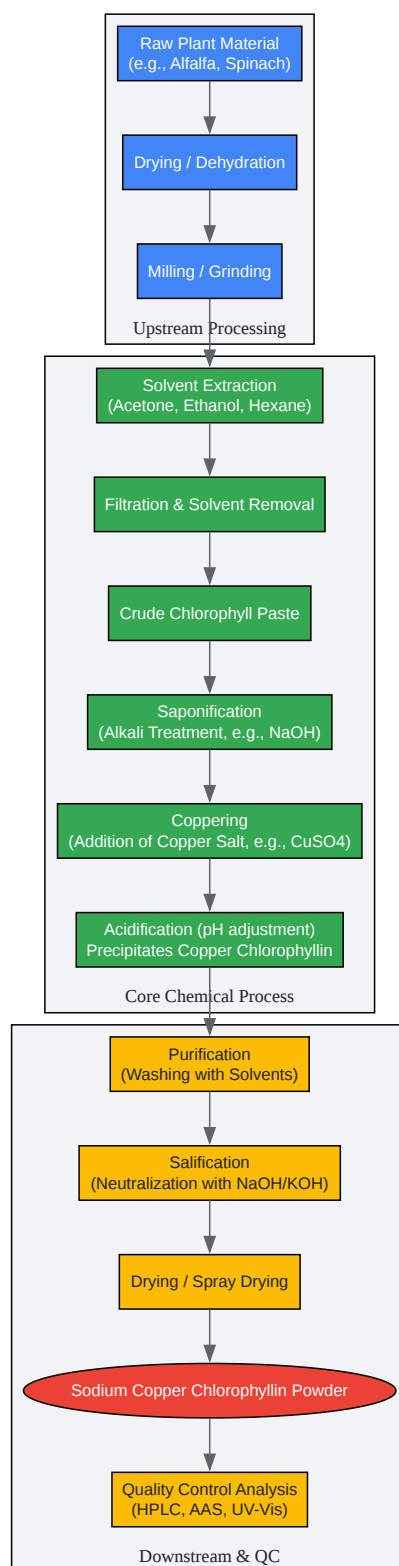 Raw Plant Material
(e.g., Alfalfa, Spinach)
Drying / Dehydration
Milling / Grinding
Upstream Processing
Solvent Extraction
(Acetone, Ethanol, Hexane)
Filtration & Solvent Removal
Crude Chlorophyll Paste
Saponification
(Alkali Treatment, e.g., NaOH)
Coppering
(Addition of Copper Salt, e.g., CuSO4)
Acidification (pH adjustment)
Precipitates Copper Chlorophyllin
Core Chemical Process
Purification
(Washing with Solvents)
Salification
(Neutralization with NaOH/KOH)
Drying / Spray Drying
Sodium Copper Chlorophyllin Powder
Quality Control Analysis
(HPLC, AAS, UV-Vis)
Downstream & QC